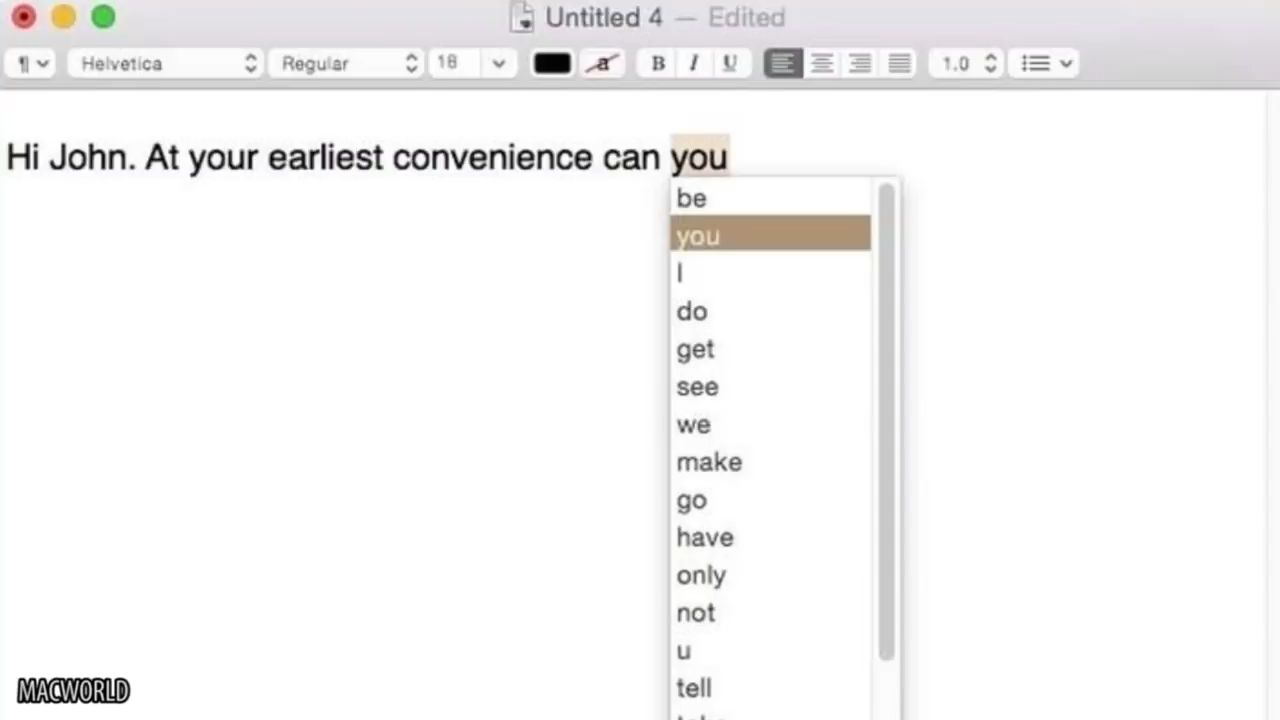 Untitled 4 — Edited
¶ Helvetica Regular 18 a B I U 1.0
Hi John. At your earliest convenience can you
be
you
I
do
get
see
we
make
go
have
only
not
u
tell
MACWORLD